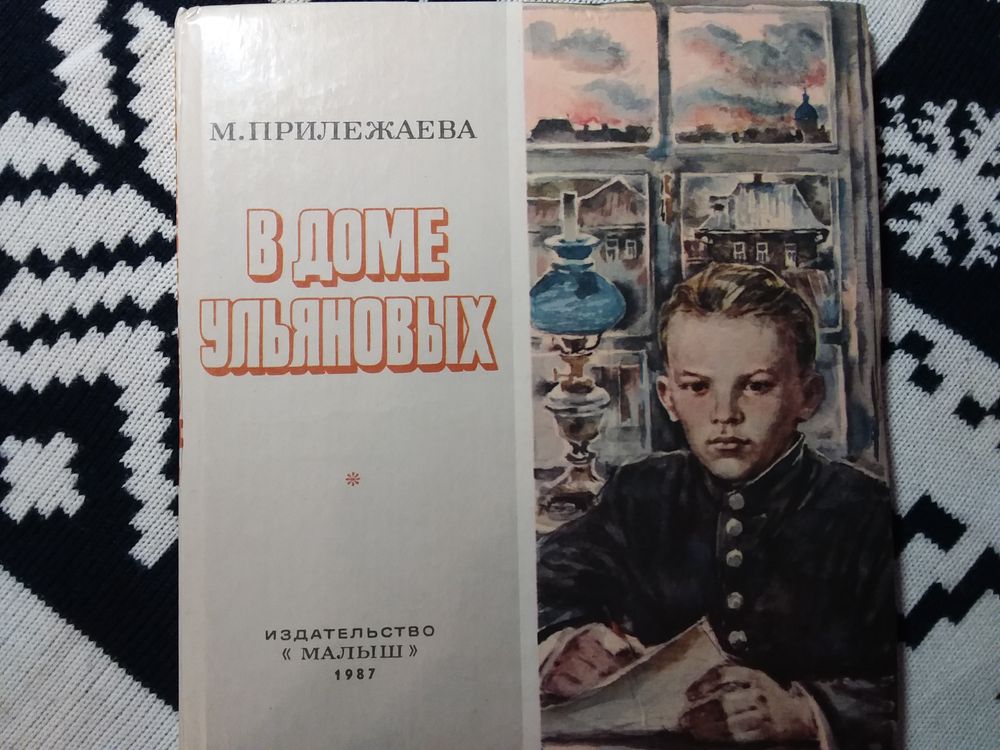 М.ПРИЛЕЖАЕВА
В ДОМЕ
УЛЬЯНОВЫХ
ИЗДАТЕЛЬСТВО
«МАЛЫШ»
1987